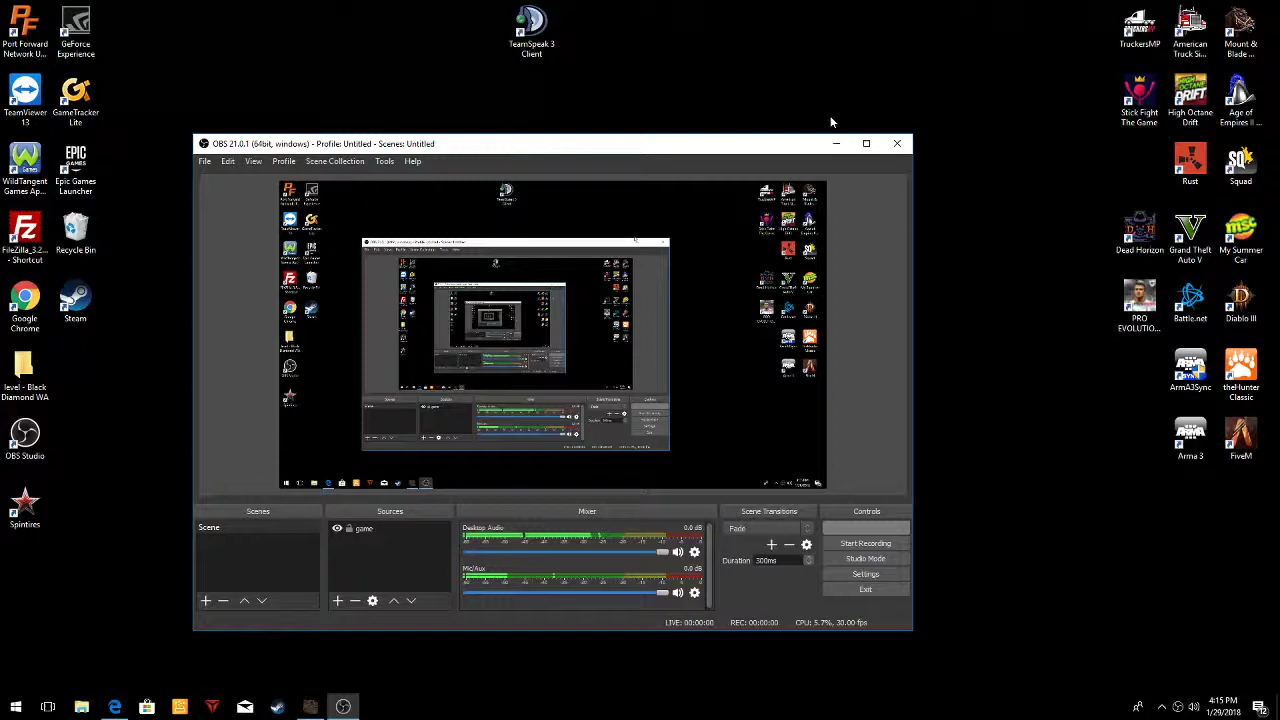 Port Forward
Network U...
GeForce
Experience
TeamSpeak 3
Client
TruckersMP
American
Truck Si...
Mount &
Blade ...
TeamViewer
13
GameTracker
Lite
Stick Fight
The Game
High Octane
Drift
Age of
Empires II ...
WildTangent
Games Ap...
Epic Games
Launcher
Rust
Squad
FileZilla_3.2...
- Shortcut
Recycle Bin
Dead Horizon
Grand Theft
Auto V
My Summer
Car
Google
Chrome
Steam
PRO
EVOLUTIO...
Battle.net
Diablo III
level - Black
Diamond WA
ArmA3Sync
theHunter
Classic
OBS Studio
Arma 3
FiveM
Spintires
OBS 21.0.1 (64bit, windows) - Profile: Untitled - Scenes: Untitled
File Edit View Profile Scene Collection Tools Help
Scenes Sources Mixer Scene Transitions Controls
Scene
game
Desktop Audio 0.0 dB
Mic/Aux 0.0 dB
Fade
Duration 300ms
Start Recording
Studio Mode
Settings
Exit
LIVE: 00:00:00 REC: 00:00:00 CPU: 5.7%, 30.00 fps
4:15 PM
1/29/2018